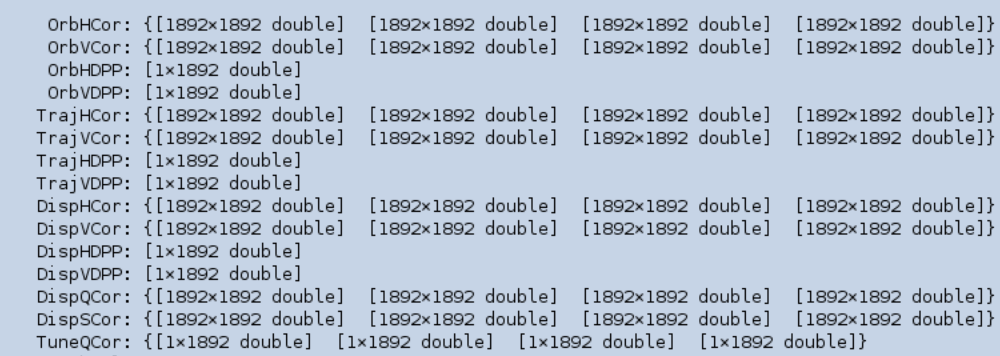 OrbHCor: {[1892×1892 double]  [1892×1892 double]  [1892×1892 double]  [1892×1892 double]}
OrbVCor: {[1892×1892 double]  [1892×1892 double]  [1892×1892 double]  [1892×1892 double]}
OrbHDPP: [1×1892 double]
OrbVDPP: [1×1892 double]
TrajHCor: {[1892×1892 double]  [1892×1892 double]  [1892×1892 double]  [1892×1892 double]}
TrajVCor: {[1892×1892 double]  [1892×1892 double]  [1892×1892 double]  [1892×1892 double]}
TrajHDPP: [1×1892 double]
TrajVDPP: [1×1892 double]
DispHCor: {[1892×1892 double]  [1892×1892 double]  [1892×1892 double]  [1892×1892 double]}
DispVCor: {[1892×1892 double]  [1892×1892 double]  [1892×1892 double]  [1892×1892 double]}
DispHDPP: [1×1892 double]
DispVDPP: [1×1892 double]
DispQCor: {[1892×1892 double]  [1892×1892 double]  [1892×1892 double]  [1892×1892 double]}
DispSCor: {[1892×1892 double]  [1892×1892 double]  [1892×1892 double]  [1892×1892 double]}
TuneQCor: {[1×1892 double]  [1×1892 double]  [1×1892 double]  [1×1892 double]}